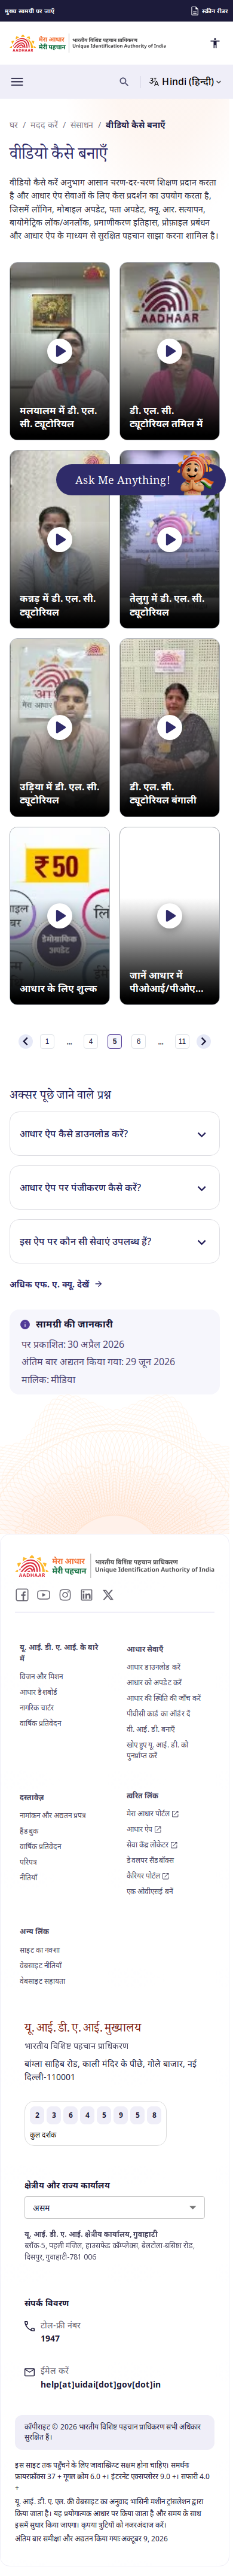 मुख्य सामग्री पर जाएँ
स्क्रीन रीडर
AADHAAR
मेरा आधार
मेरी पहचान
भारतीय विशिष्ट पहचान प्राधिकरण
Unique Identification Authority of India
Hindi (हिन्दी)
घर / मदद करें / संसाधन / वीडियो कैसे बनाएँ
वीडियो कैसे बनाएँ
वीडियो कैसे करें अनुभाग आसान चरण-दर-चरण शिक्षण प्रदान करता है और आधार ऐप सेवाओं के लिए केस प्रदर्शन का उपयोग करता है, जिसमें लॉगिन, मोबाइल अपडेट, पता अपडेट, क्यू. आर. सत्यापन, बायोमेट्रिक लॉक/अनलॉक, प्रमाणीकरण इतिहास, प्रोफ़ाइल प्रबंधन और आधार ऐप के माध्यम से सुरक्षित पहचान साझा करना शामिल है।
मलयालम में डी. एल. सी. ट्यूटोरियल
AADHAAR
डी. एल. सी. ट्यूटोरियल तमिल में
Ask Me Anything!
कन्नड़ में डी. एल. सी. ट्यूटोरियल
तेलुगु में डी. एल. सी. ट्यूटोरियल
उड़िया में डी. एल. सी. ट्यूटोरियल
डी. एल. सी. ट्यूटोरियल बंगाली
₹50
डेमोग्राफिक
अपडेट
आधार के लिए शुल्क
जानें आधार में पीओआई/पीओए...
1 ... 4 5 6 ... 11
अक्सर पूछे जाने वाले प्रश्न
आधार ऐप कैसे डाउनलोड करें?
आधार ऐप पर पंजीकरण कैसे करें?
इस ऐप पर कौन सी सेवाएं उपलब्ध हैं?
अधिक एफ. ए. क्यू. देखें
सामग्री की जानकारी
पर प्रकाशित: 30 अप्रैल 2026
अंतिम बार अद्यतन किया गया: 29 जून 2026
मालिक: मीडिया
AADHAAR
मेरा आधार
मेरी पहचान
भारतीय विशिष्ट पहचान प्राधिकरण
Unique Identification Authority of India
यू. आई. डी. ए. आई. के बारे में
विजन और मिशन
आधार डैशबोर्ड
नागरिक चार्टर
वार्षिक प्रतिवेदन
आधार सेवाएँ
आधार डाउनलोड करें
आधार को अपडेट करें
आधार की स्थिति की जाँच करें
पीवीसी कार्ड का ऑर्डर दें
वी. आई. डी. बनाएँ
खोए हुए यू. आई. डी. को पुनर्प्राप्त करें
दस्तावेज़
नामांकन और अद्यतन प्रपत्र
हैंडबुक
वार्षिक प्रतिवेदन
परिपत्र
नीतियाँ
त्वरित लिंक
मेरा आधार पोर्टल
आधार ऐप
सेवा केंद्र लोकेटर
डेवलपर सैंडबॉक्स
कैरियर पोर्टल
एक ओवीएसई बनें
अन्य लिंक
साइट का नक्शा
वेबसाइट नीतियाँ
वेबसाइट सहायता
यू. आई. डी. ए. आई. मुख्यालय
भारतीय विशिष्ट पहचान प्राधिकरण
बांग्ला साहिब रोड, काली मंदिर के पीछे, गोले बाजार, नई दिल्ली-110001
2 3 6 4 5 9 5 8
कुल दर्शक
क्षेत्रीय और राज्य कार्यालय
असम
यू. आई. डी. ए. आई. क्षेत्रीय कार्यालय, गुवाहाटी
ब्लॉक-5, पहली मंजिल, हाउसफेड कॉम्प्लेक्स, बेलटोला-बसिष्ठा रोड, दिसपुर, गुवाहाटी-781 006
संपर्क विवरण
टोल-फ्री नंबर
1947
ईमेल करें
help[at]uidai[dot]gov[dot]in
कॉपीराइट © 2026 भारतीय विशिष्ट पहचान प्राधिकरण सभी अधिकार सुरक्षित हैं।
इस साइट तक पहुँचने के लिए जावास्क्रिप्ट सक्षम होना चाहिए। समर्थनः फ़ायरफ़ॉक्स 37 + गूगल क्रोम 6.0 +। इंटरनेट एक्सप्लोरर 9.0 +। सफारी 4.0 +
यू. आई. डी. ए. एल. की वेबसाइट का अनुवाद भासिनी मशीन ट्रांसलेशन द्वारा किया जाता है। यह प्रयोगात्मक आधार पर किया जाता है और समय के साथ इसमें सुधार किया जाएगा। कृपया त्रुटियों को नजरअंदाज करें।
अंतिम बार समीक्षा और अद्यतन किया गया अक्टूबर 9, 2026